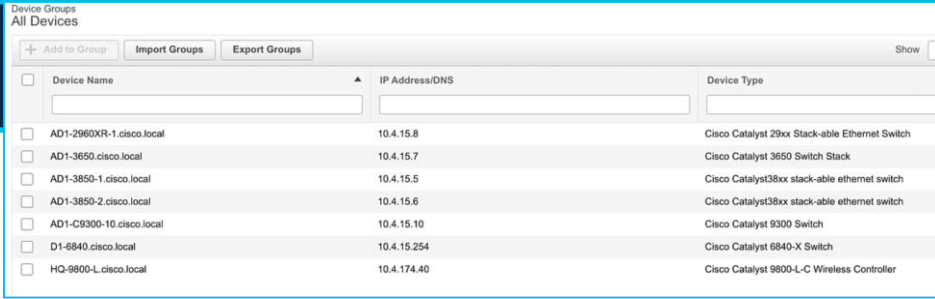 Device Groups
All Devices
Add to Group Import Groups Export Groups Show
Device Name IP Address/DNS Device Type
AD1-2960XR-1.cisco.local 10.4.15.8 Cisco Catalyst 29xx Stack-able Ethernet Switch
AD1-3650.cisco.local 10.4.15.7 Cisco Catalyst 3650 Switch Stack
AD1-3850-1.cisco.local 10.4.15.5 Cisco Catalyst38xx stack-able ethernet switch
AD1-3850-2.cisco.local 10.4.15.6 Cisco Catalyst38xx stack-able ethernet switch
AD1-C9300-10.cisco.local 10.4.15.10 Cisco Catalyst 9300 Switch
D1-6840.cisco.local 10.4.15.254 Cisco Catalyst 6840-X Switch
HQ-9800-L.cisco.local 10.4.174.40 Cisco Catalyst 9800-L-C Wireless Controller